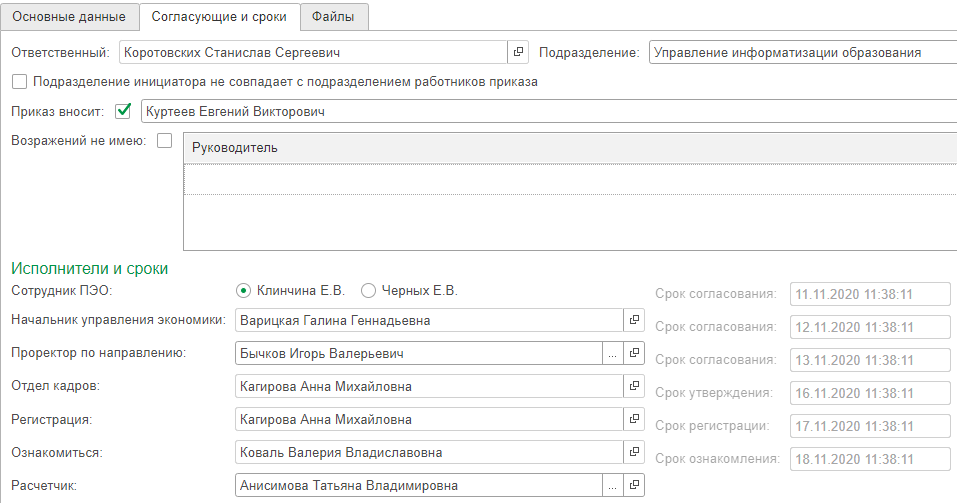 Основные данные Согласующие и сроки Файлы
Ответственный: Коротовских Станислав Сергеевич Подразделение: Управление информатизации образования
Подразделение инициатора не совпадает с подразделением работников приказа
Приказ вносит: Куртеев Евгений Викторович
Возражений не имею: Руководитель
Исполнители и сроки
Сотрудник ПЭО: Клинчина Е.В. Черных Е.В. Срок согласования: 11.11.2020 11:38:11
Начальник управления экономики: Варицкая Галина Геннадьевна Срок согласования: 12.11.2020 11:38:11
Проректор по направлению: Бычков Игорь Валерьевич ... Срок согласования: 13.11.2020 11:38:11
Отдел кадров: Кагирова Анна Михайловна Срок утверждения: 16.11.2020 11:38:11
Регистрация: Кагирова Анна Михайловна Срок регистрации: 17.11.2020 11:38:11
Ознакомиться: Коваль Валерия Владиславовна Срок ознакомления: 18.11.2020 11:38:11
Расчетчик: Анисимова Татьяна Владимировна ...